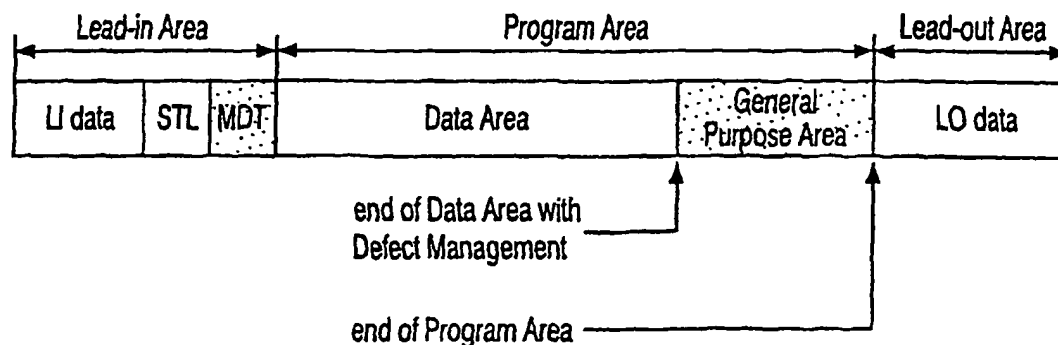 Lead-in Area
Program Area
Lead-out Area
LI data
STL
MDT
Data Area
General
Purpose Area
LO data
end of Data Area with
Defect Management
end of Program Area